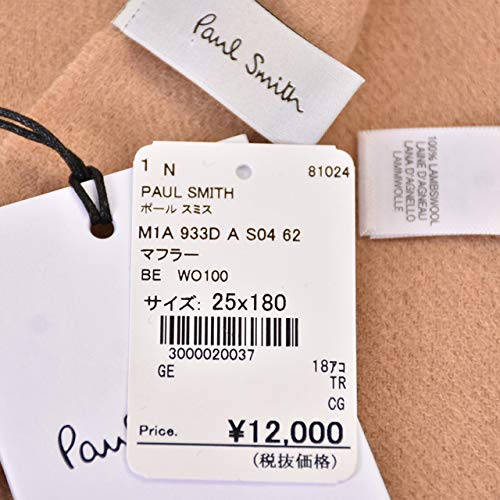 Paul Smith
100% LAMBSWOOL
LAINE D'AGNEAU
LANA D'AGNELLO
LAMMWOLLE
1 N 81024
PAUL SMITH
ポール スミス
M1A 933D A S04 62
マフラー
BE WO100
サイズ: 25x180
3000020037
GE 18アコ
TR
CG
Price. ¥12,000
(税抜価格)
Paul